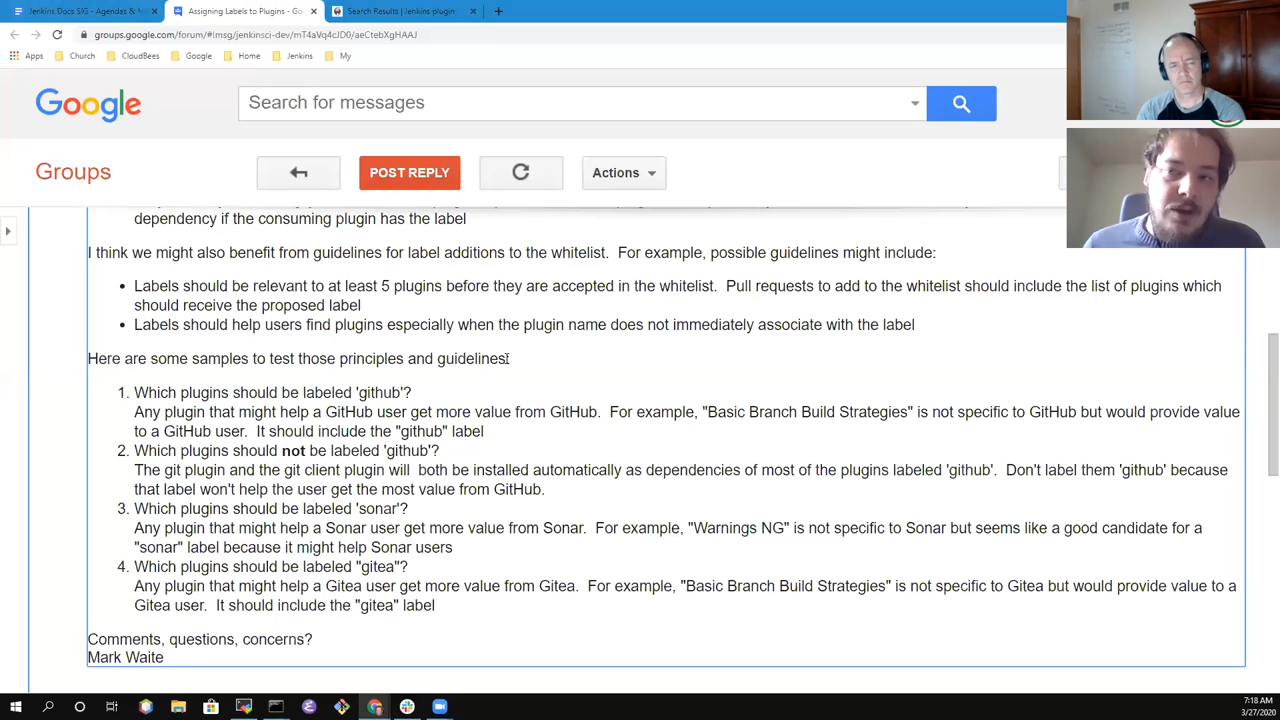 Jenkins Docs SIG - Agendas &
Assigning Labels to Plugins - Go
Search Results | Jenkins plugin
groups.google.com/forum/#!msg/jenkinsci-dev/mT4aVq4cJD0/aeCtebXgHAAJ
Apps
Church
CloudBees
Google
Home
Jenkins
My
Google
Search for messages
Groups
POST REPLY
Actions
dependency if the consuming plugin has the label
I think we might also benefit from guidelines for label additions to the whitelist.  For example, possible guidelines might include:
• Labels should be relevant to at least 5 plugins before they are accepted in the whitelist.  Pull requests to add to the whitelist should include the list of plugins which
should receive the proposed label
• Labels should help users find plugins especially when the plugin name does not immediately associate with the label
Here are some samples to test those principles and guidelines:
1. Which plugins should be labeled 'github'?
Any plugin that might help a GitHub user get more value from GitHub.  For example, "Basic Branch Build Strategies" is not specific to GitHub but would provide value
to a GitHub user.  It should include the "github" label
2. Which plugins should not be labeled 'github'?
The git plugin and the git client plugin will  both be installed automatically as dependencies of most of the plugins labeled 'github'.  Don't label them 'github' because
that label won't help the user get the most value from GitHub.
3. Which plugins should be labeled 'sonar'?
Any plugin that might help a Sonar user get more value from Sonar.  For example, "Warnings NG" is not specific to Sonar but seems like a good candidate for a
"sonar" label because it might help Sonar users
4. Which plugins should be labeled "gitea"?
Any plugin that might help a Gitea user get more value from Gitea.  For example, "Basic Branch Build Strategies" is not specific to Gitea but would provide value to a
Gitea user.  It should include the "gitea" label
Comments, questions, concerns?
Mark Waite
7:18 AM
3/27/2020